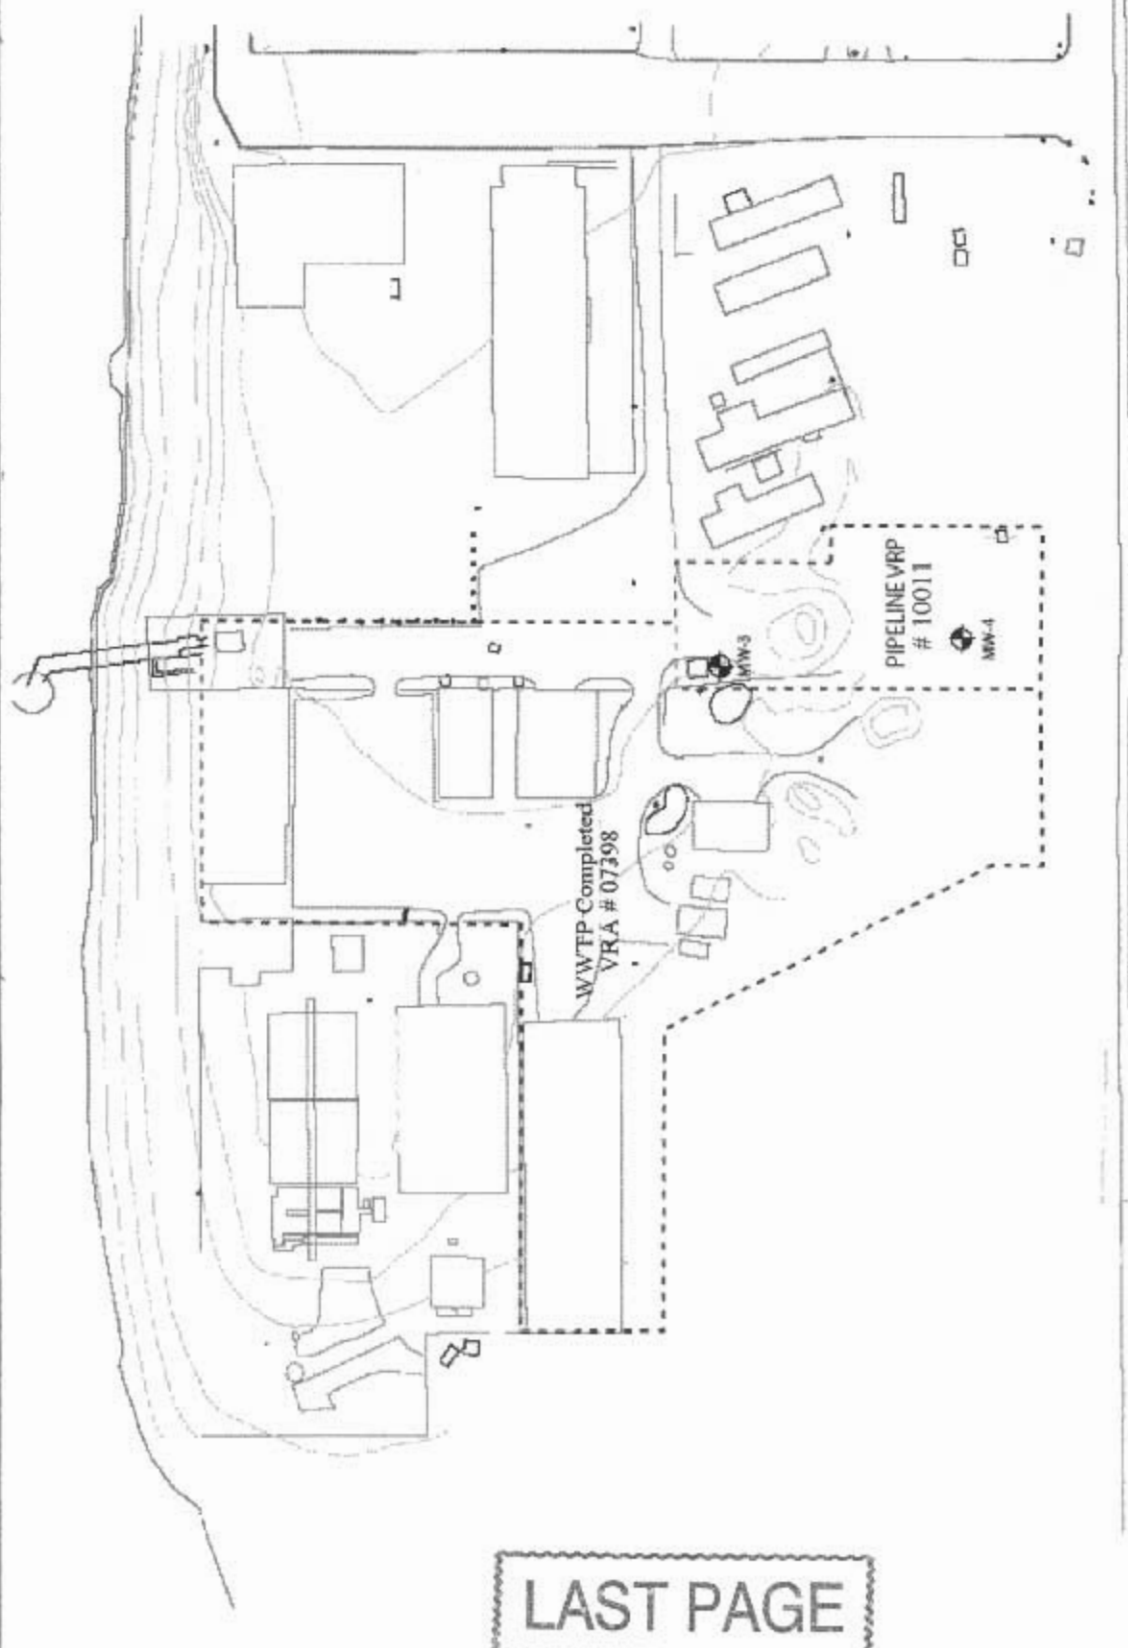 PIPELINE VRP
# 10011
MW-4
MW-3
WWTP Completed
VRA # 07398
LAST PAGE